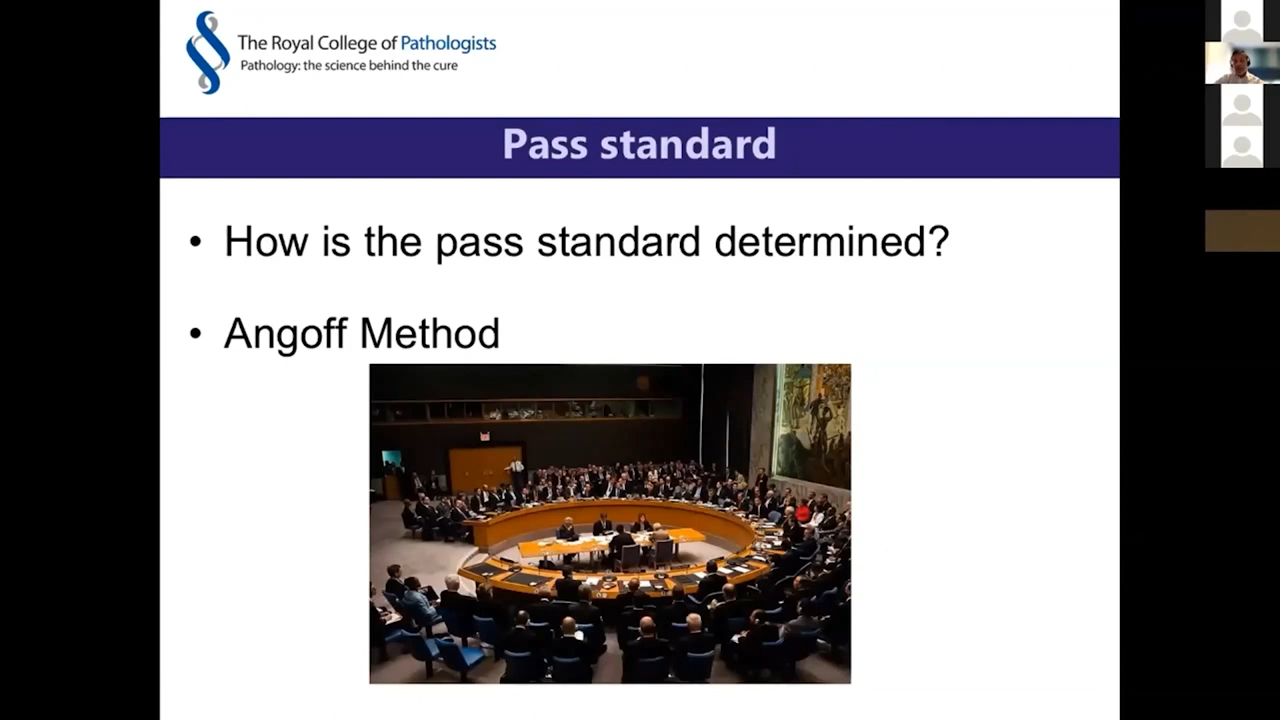 The Royal College of Pathologists
Pathology: the science behind the cure
Pass standard
• How is the pass standard determined?
• Angoff Method